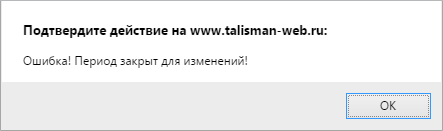 Подтвердите действие на www.talisman-web.ru:
Ошибка! Период закрыт для изменений!
OK